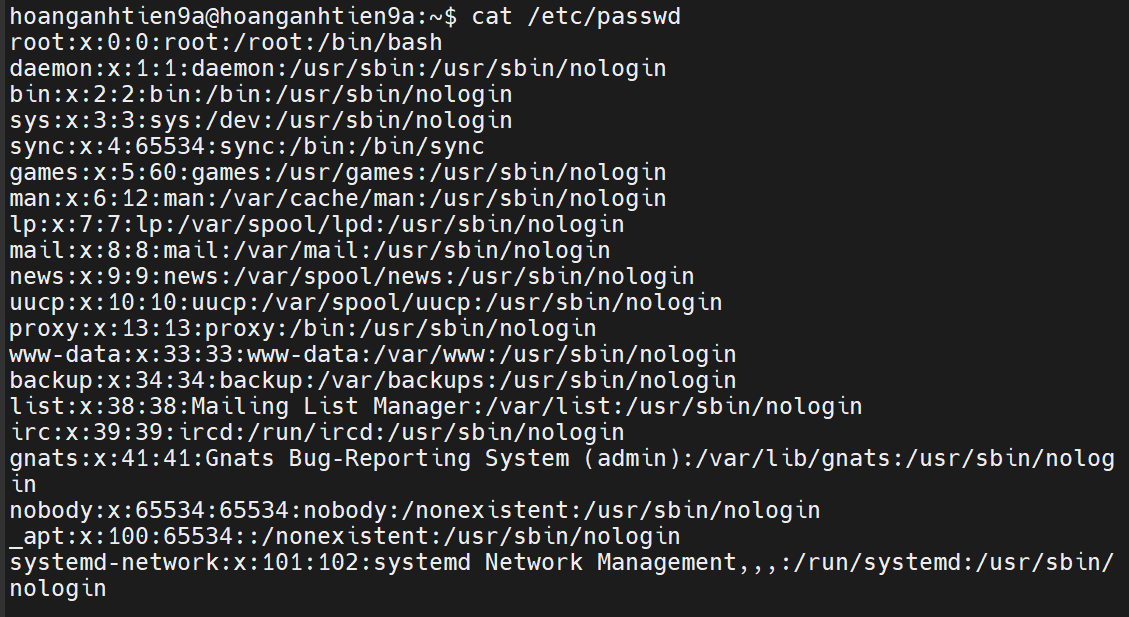 hoanganhtien9a@hoanganhtien9a:~$ cat /etc/passwd
root:x:0:0:root:/root:/bin/bash
daemon:x:1:1:daemon:/usr/sbin:/usr/sbin/nologin
bin:x:2:2:bin:/bin:/usr/sbin/nologin
sys:x:3:3:sys:/dev:/usr/sbin/nologin
sync:x:4:65534:sync:/bin:/bin/sync
games:x:5:60:games:/usr/games:/usr/sbin/nologin
man:x:6:12:man:/var/cache/man:/usr/sbin/nologin
lp:x:7:7:lp:/var/spool/lpd:/usr/sbin/nologin
mail:x:8:8:mail:/var/mail:/usr/sbin/nologin
news:x:9:9:news:/var/spool/news:/usr/sbin/nologin
uucp:x:10:10:uucp:/var/spool/uucp:/usr/sbin/nologin
proxy:x:13:13:proxy:/bin:/usr/sbin/nologin
www-data:x:33:33:www-data:/var/www:/usr/sbin/nologin
backup:x:34:34:backup:/var/backups:/usr/sbin/nologin
list:x:38:38:Mailing List Manager:/var/list:/usr/sbin/nologin
irc:x:39:39:ircd:/run/ircd:/usr/sbin/nologin
gnats:x:41:41:Gnats Bug-Reporting System (admin):/var/lib/gnats:/usr/sbin/nolog
in
nobody:x:65534:65534:nobody:/nonexistent:/usr/sbin/nologin
_apt:x:100:65534::/nonexistent:/usr/sbin/nologin
systemd-network:x:101:102:systemd Network Management,,,:/run/systemd:/usr/sbin/
nologin